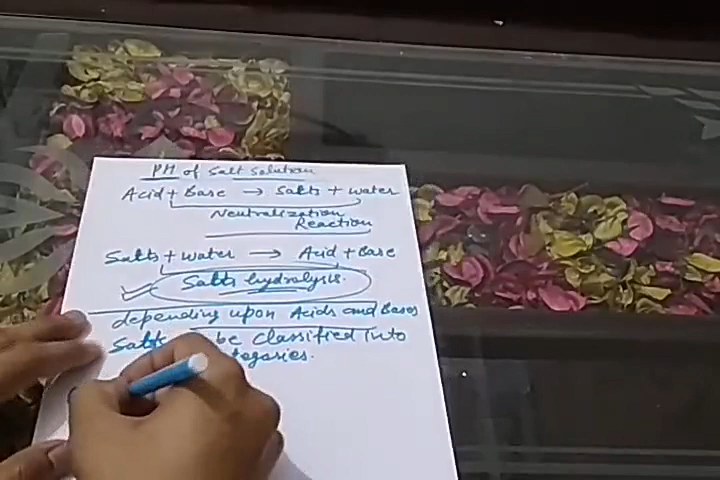 PH of Salt Solution
Acid + Base → Salts + water
Neutralization
Reaction
Salts + water → Acid + Base
Salts hydrolysis.
depending upon Acids and Bases
Salts be classified into